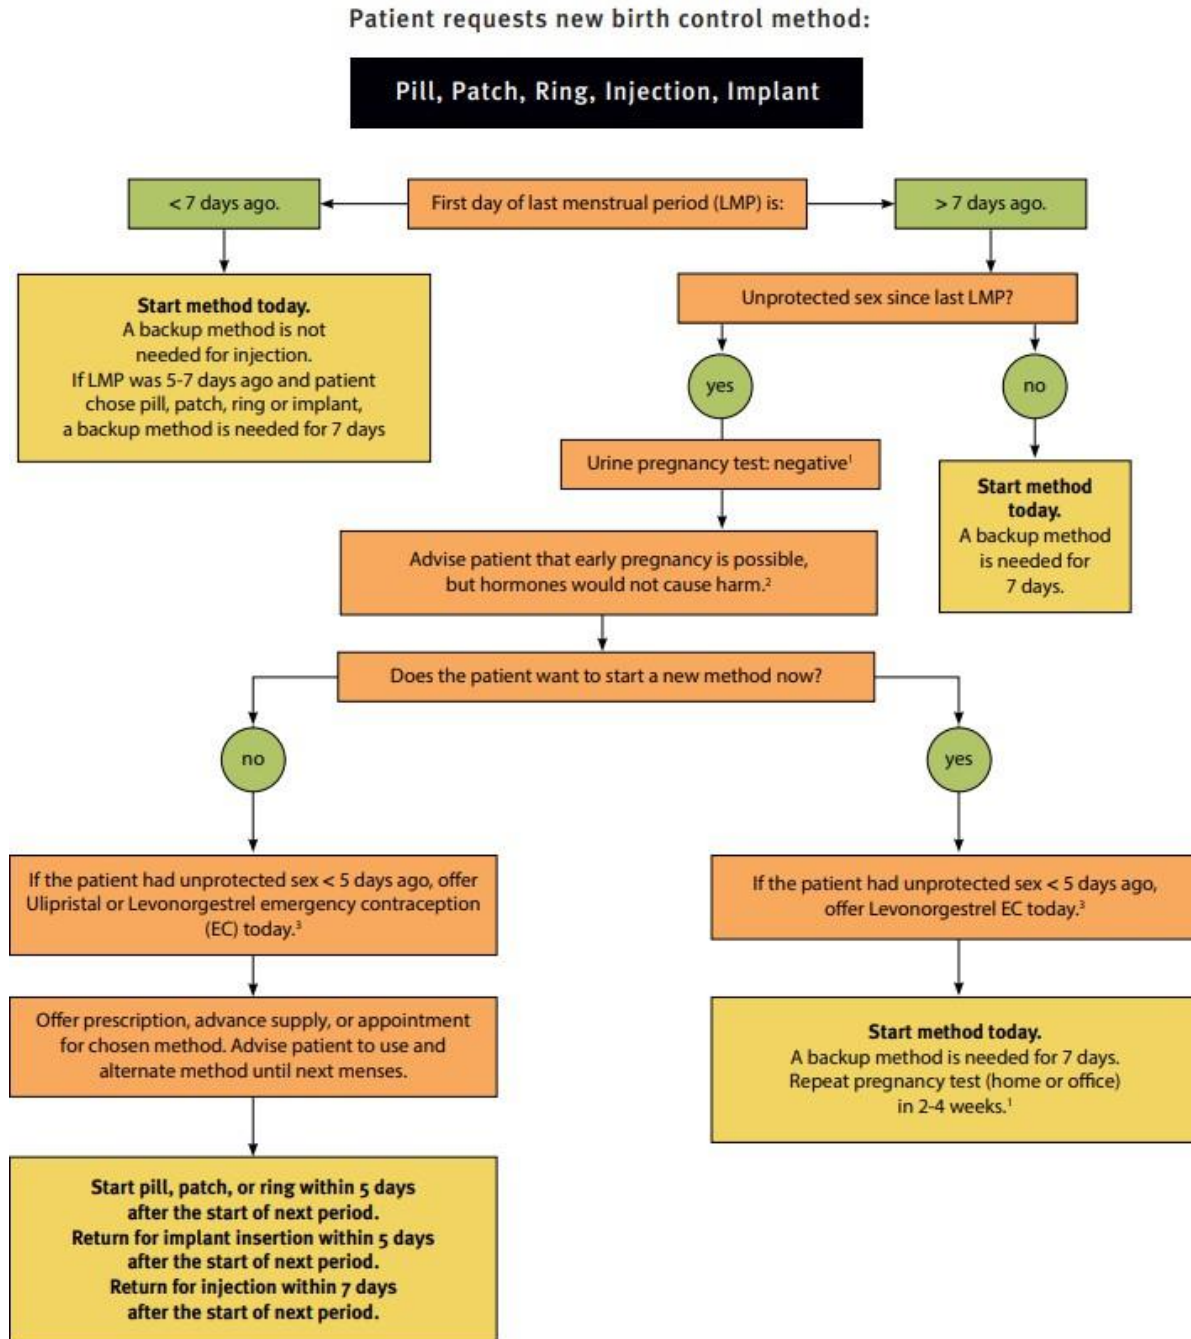 Patient requests new birth control method:
Pill, Patch, Ring, Injection, Implant
< 7 days ago.
First day of last menstrual period (LMP) is:
> 7 days ago.
Start method today.
A backup method is not
needed for injection.
If LMP was 5-7 days ago and patient
chose pill, patch, ring or implant,
a backup method is needed for 7 days
Unprotected sex since last LMP?
yes
no
Urine pregnancy test: negative¹
Start method
today.
A backup method
is needed for
7 days.
Advise patient that early pregnancy is possible,
but hormones would not cause harm.²
Does the patient want to start a new method now?
no
yes
If the patient had unprotected sex < 5 days ago, offer
Ulipristal or Levonorgestrel emergency contraception
(EC) today.³
If the patient had unprotected sex < 5 days ago,
offer Levonorgestrel EC today.³
Offer prescription, advance supply, or appointment
for chosen method. Advise patient to use and
alternate method until next menses.
Start method today.
A backup method is needed for 7 days.
Repeat pregnancy test (home or office)
in 2-4 weeks.¹
Start pill, patch, or ring within 5 days
after the start of next period.
Return for implant insertion within 5 days
after the start of next period.
Return for injection within 7 days
after the start of next period.